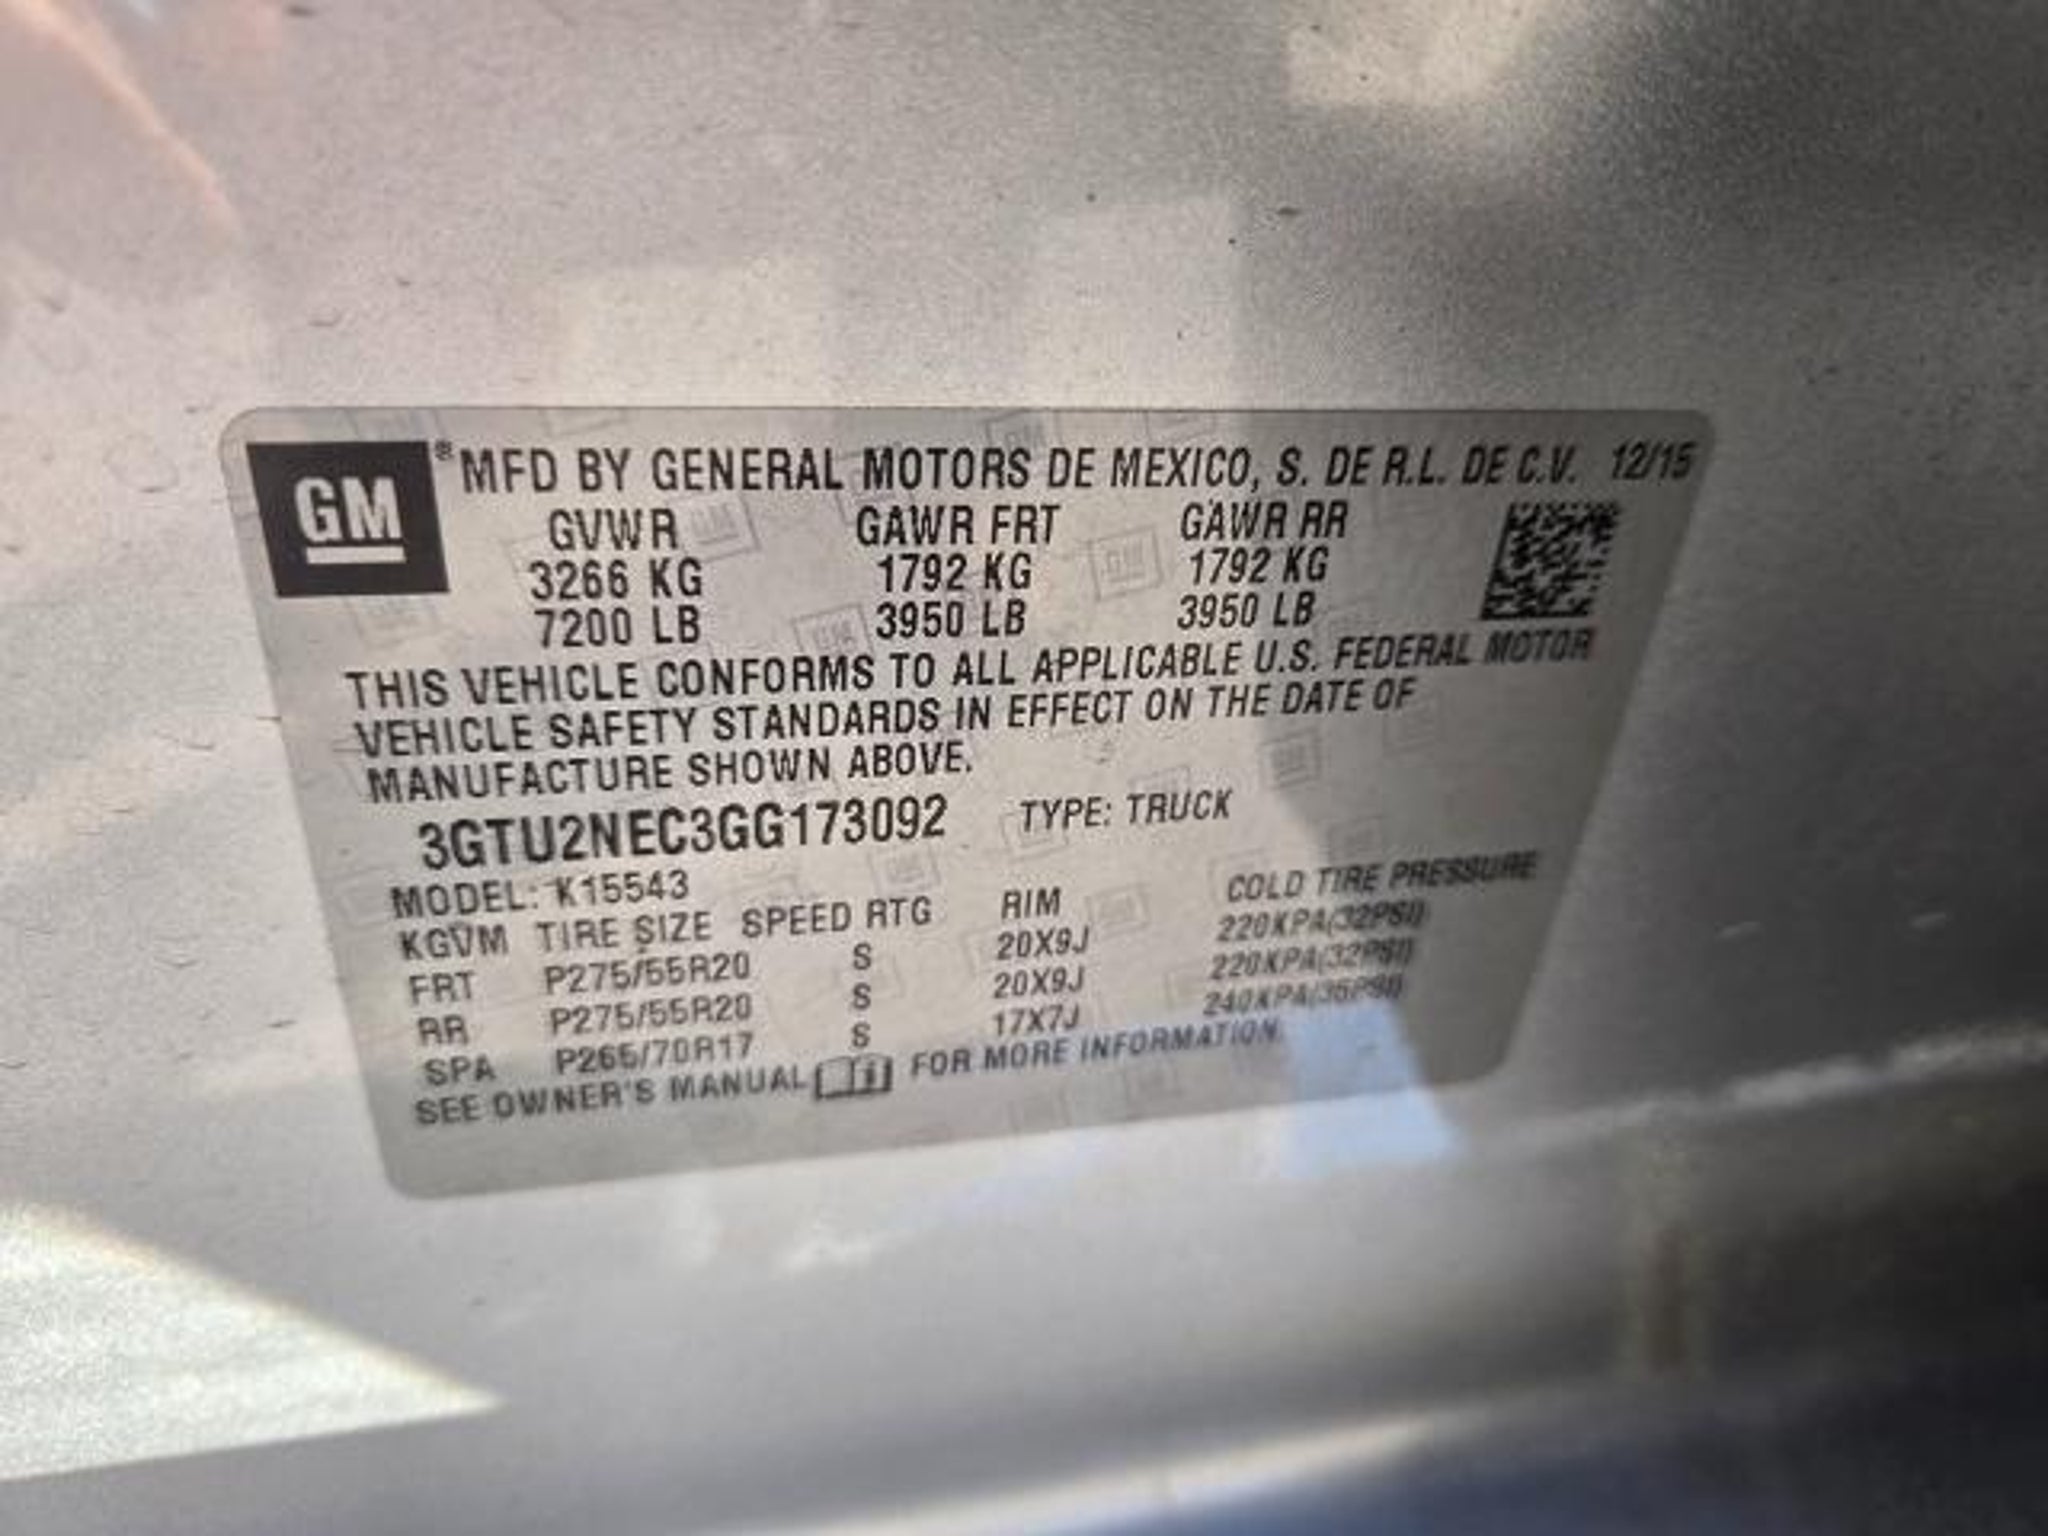 GM ® MFD BY GENERAL MOTORS DE MEXICO, S. DE R.L. DE C.V. 12/15
GVWR GAWR FRT GAWR RR
3266 KG 1792 KG 1792 KG
7200 LB 3950 LB 3950 LB
THIS VEHICLE CONFORMS TO ALL APPLICABLE U.S. FEDERAL MOTOR
VEHICLE SAFETY STANDARDS IN EFFECT ON THE DATE OF
MANUFACTURE SHOWN ABOVE.
3GTU2NEC3GG173092 TYPE: TRUCK
MODEL: K15543
KGVM TIRE SIZE SPEED RTG RIM COLD TIRE PRESSURE
FRT P275/55R20 S 20X9J 220KPA(32PSI)
RR P275/55R20 S 20X9J 220KPA(32PSI)
SPA P265/70R17 S 17X7J 240KPA(35PSI)
SEE OWNER'S MANUAL FOR MORE INFORMATION.